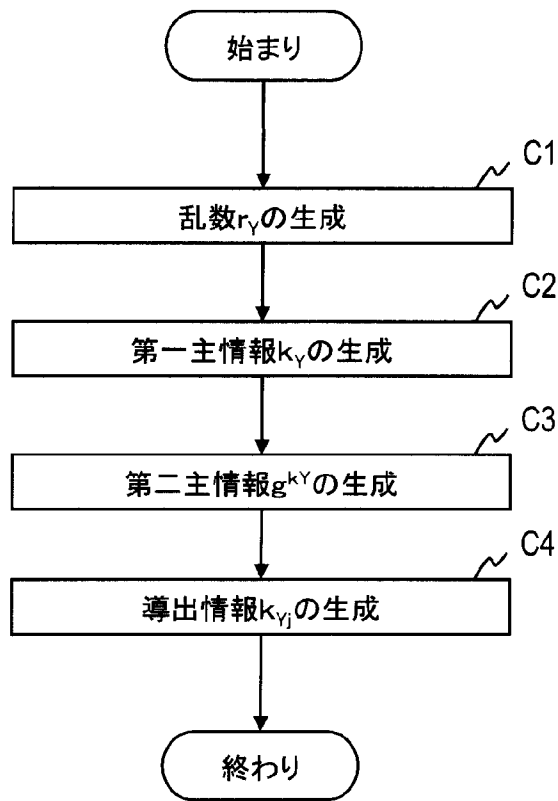 始まり
C1
乱数rYの生成
C2
第一主情報kYの生成
C3
第二主情報g^kYの生成
C4
導出情報kYjの生成
終わり